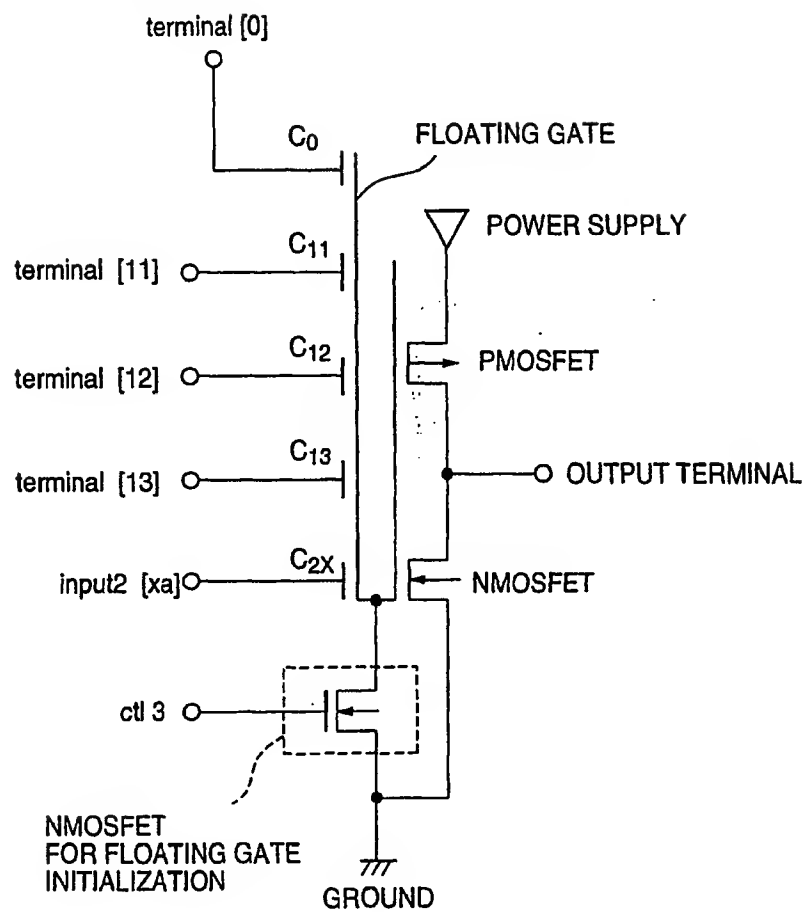 terminal [0]
C0
FLOATING GATE
POWER SUPPLY
terminal [11]
C11
terminal [12]
C12
PMOSFET
terminal [13]
C13
OUTPUT TERMINAL
input2 [xa]
C2X
NMOSFET
ctl 3
NMOSFET
FOR FLOATING GATE
INITIALIZATION
GROUND